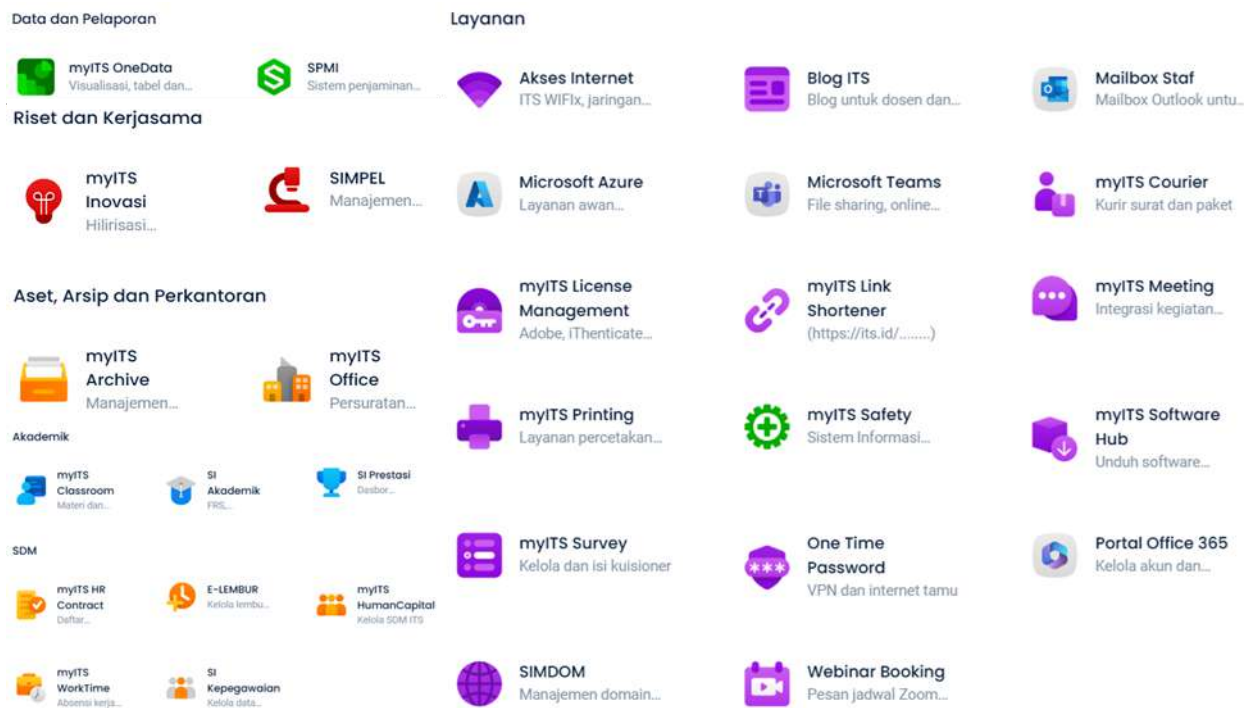 Data dan Pelaporan
myITS OneData
Visualisasi, tabel dan...
SPMI
Sistem penjaminan...
Riset dan Kerjasama
myITS
Inovasi
Hilirisasi...
SIMPEL
Manajemen...
Aset, Arsip dan Perkantoran
myITS
Archive
Manajemen...
myITS
Office
Persuratan...
Akademik
myITS
Classroom
Materi dan...
SI
Akademik
FRS,...
SI Prestasi
Dasbor...
SDM
myITS HR
Contract
Daftar...
E-LEMBUR
Kelola lembu...
myITS
HumanCapital
Kelola SDM ITS
myITS
WorkTime
Absensi kerja...
SI
Kepegawaian
Kelola data...
Layanan
Akses Internet
ITS WIFIx, jaringan...
Blog ITS
Blog untuk dosen dan...
Mailbox Staf
Mailbox Outlook untu..
Microsoft Azure
Layanan awan...
Microsoft Teams
File sharing, online...
myITS Courier
Kurir surat dan paket
myITS License
Management
Adobe, iThenticate...
myITS Link
Shortener
(https://its.id/........)
myITS Meeting
Integrasi kegiatan...
myITS Printing
Layanan percetakan...
myITS Safety
Sistem Informasi...
myITS Software
Hub
Unduh software...
myITS Survey
Kelola dan isi kuisioner
One Time
Password
VPN dan internet tamu
Portal Office 365
Kelola akun dan...
SIMDOM
Manajemen domain...
Webinar Booking
Pesan jadwal Zoom...